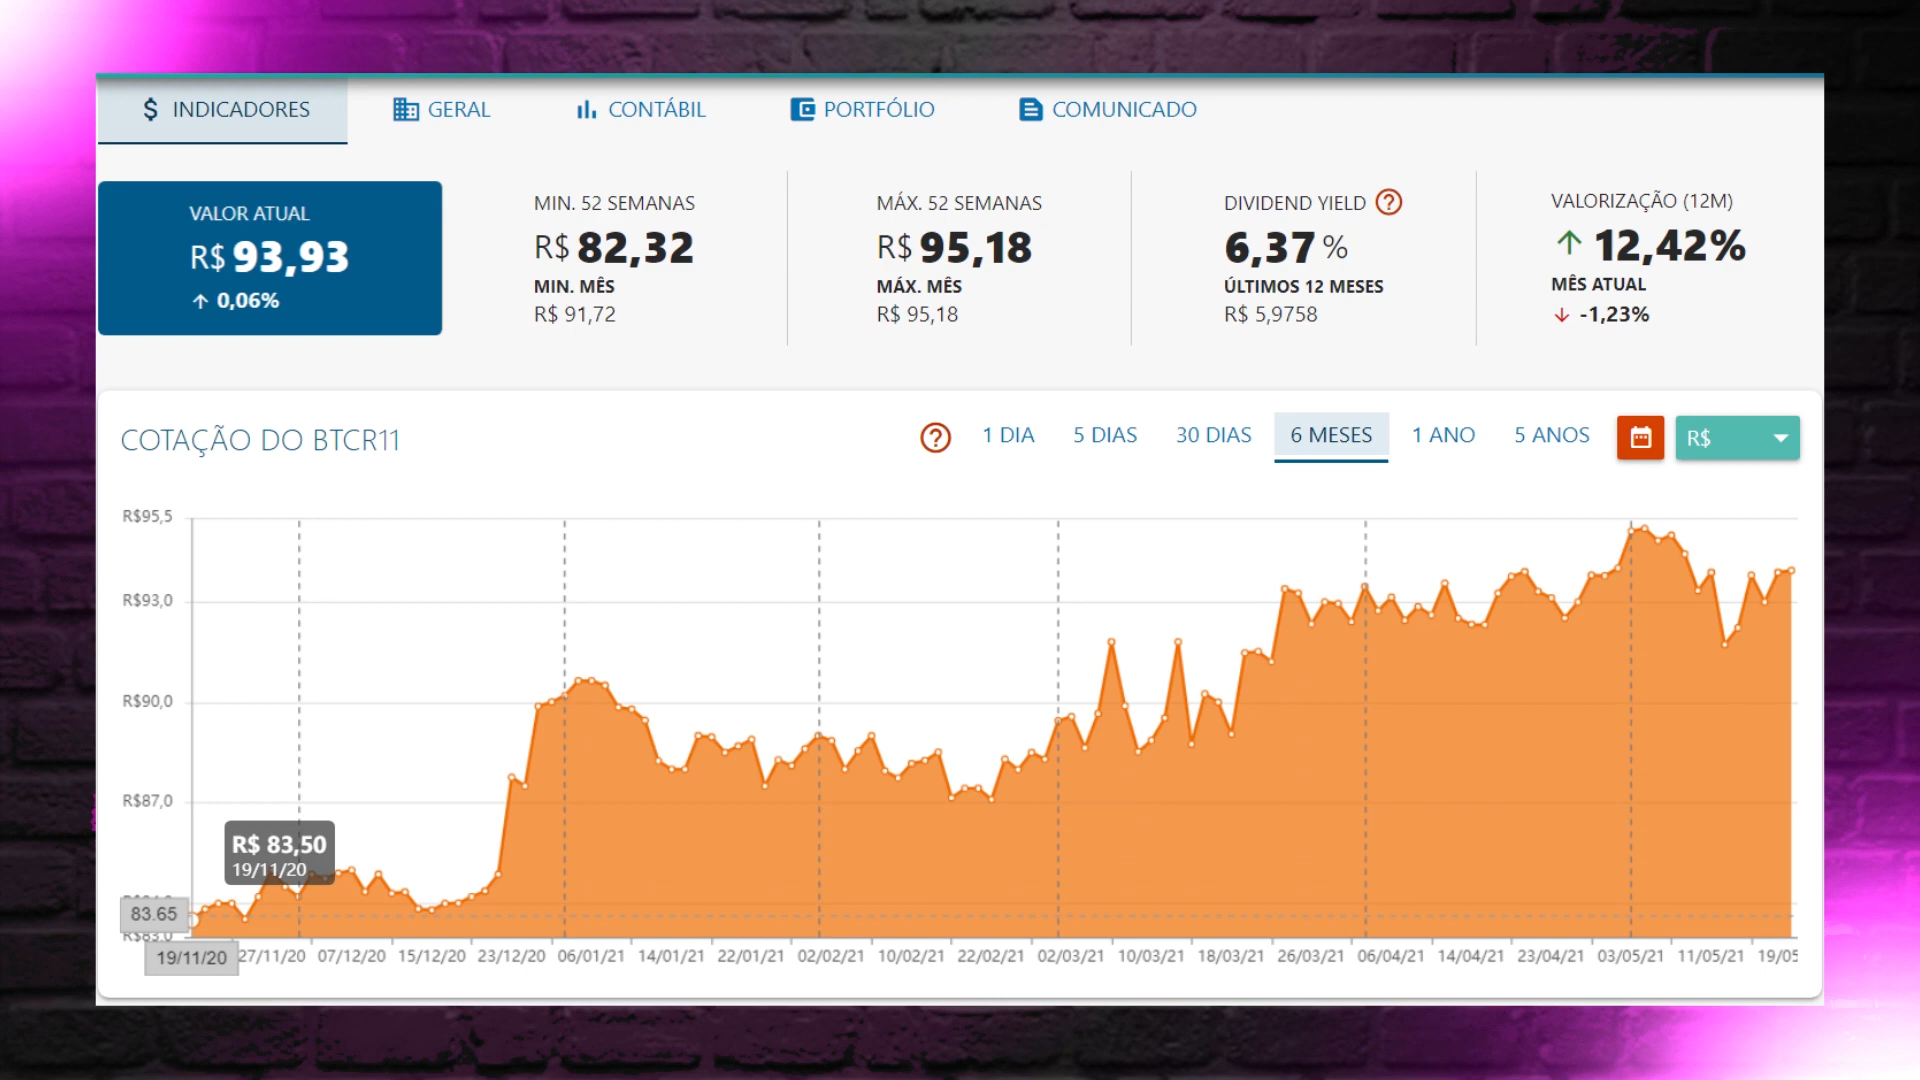 INDICADORES
GERAL
CONTÁBIL
PORTFÓLIO
COMUNICADO
VALOR ATUAL
R$ 93,93
↑ 0,06%
MIN. 52 SEMANAS
R$ 82,32
MIN. MÊS
R$ 91,72
MÁX. 52 SEMANAS
R$ 95,18
MÁX. MÊS
R$ 95,18
DIVIDEND YIELD ?
6,37 %
ÚLTIMOS 12 MESES
R$ 5,9758
VALORIZAÇÃO (12M)
↑ 12,42%
MÊS ATUAL
↓ -1,23%
COTAÇÃO DO BTCR11
? 1 DIA 5 DIAS 30 DIAS 6 MESES 1 ANO 5 ANOS R$
R$95,5
R$93,0
R$90,0
R$87,0
R$ 83,50
19/11/20
83.65
R$83,0
19/11/20 27/11/20 07/12/20 15/12/20 23/12/20 06/01/21 14/01/21 22/01/21 02/02/21 10/02/21 22/02/21 02/03/21 10/03/21 18/03/21 26/03/21 06/04/21 14/04/21 23/04/21 03/05/21 11/05/21 19/05